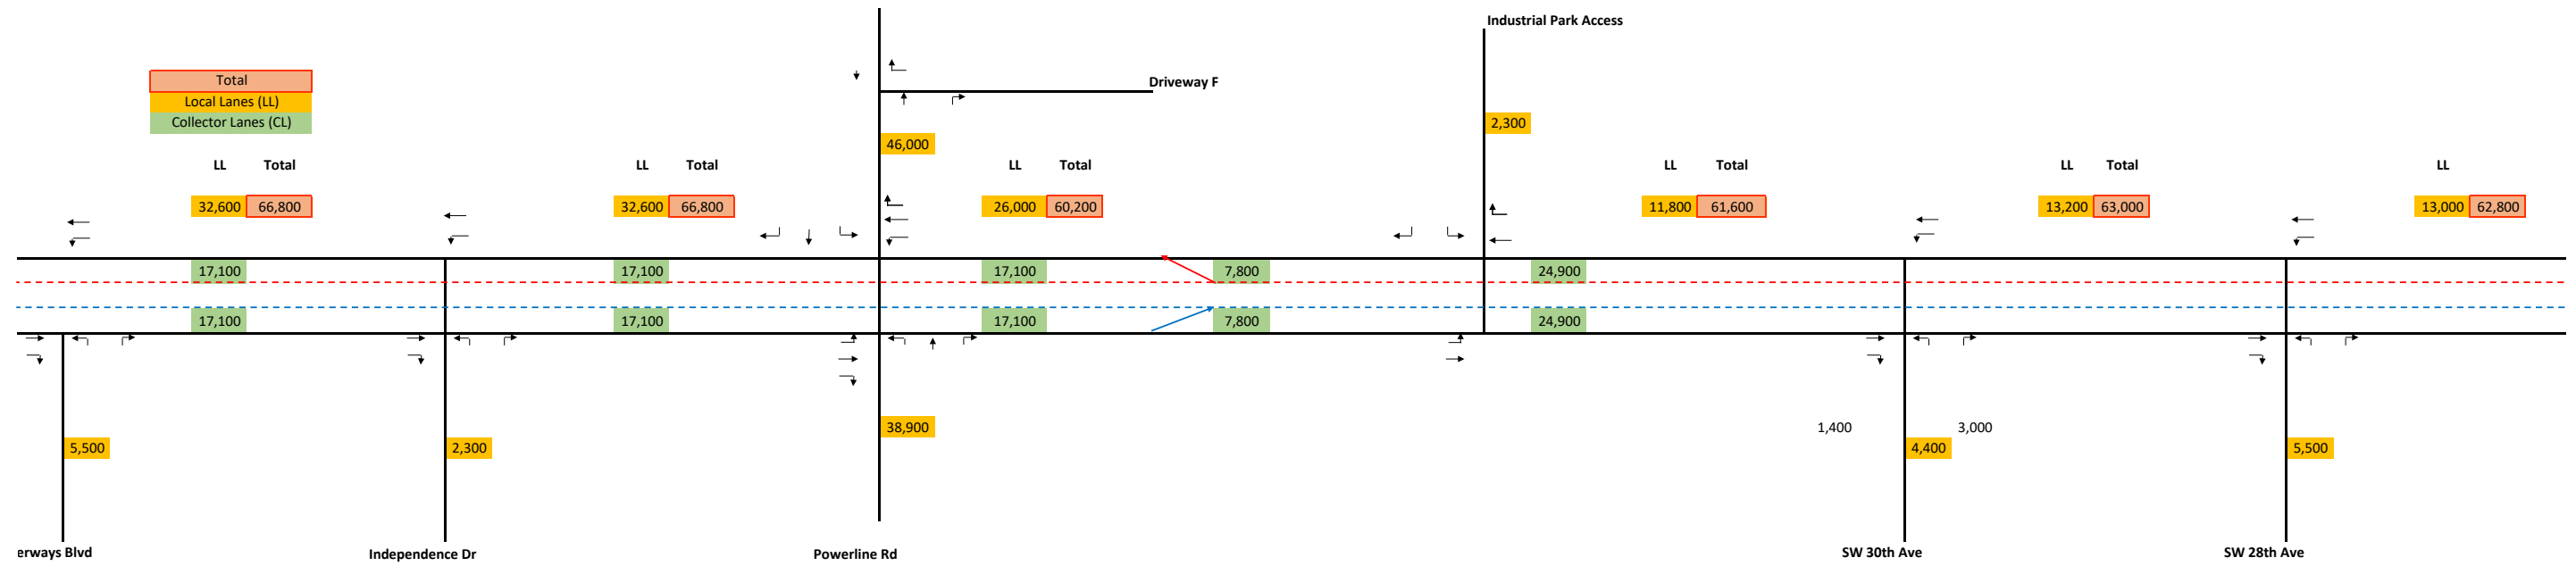 Industrial Park Access
Total
Driveway F
Local Lanes (LL)
Collector Lanes (CL)
2,300
46,000
LL Total LL Total LL Total LL Total LL Total LL
32,600 66,800 32,600 66,800 26,000 60,200 11,800 61,600 13,200 63,000 13,000 62,800
17,100 17,100 17,100 7,800 24,900
17,100 17,100 17,100 7,800 24,900
38,900 1,400 3,000
5,500 2,300 4,400 5,500
erways Blvd Independence Dr Powerline Rd SW 30th Ave SW 28th Ave